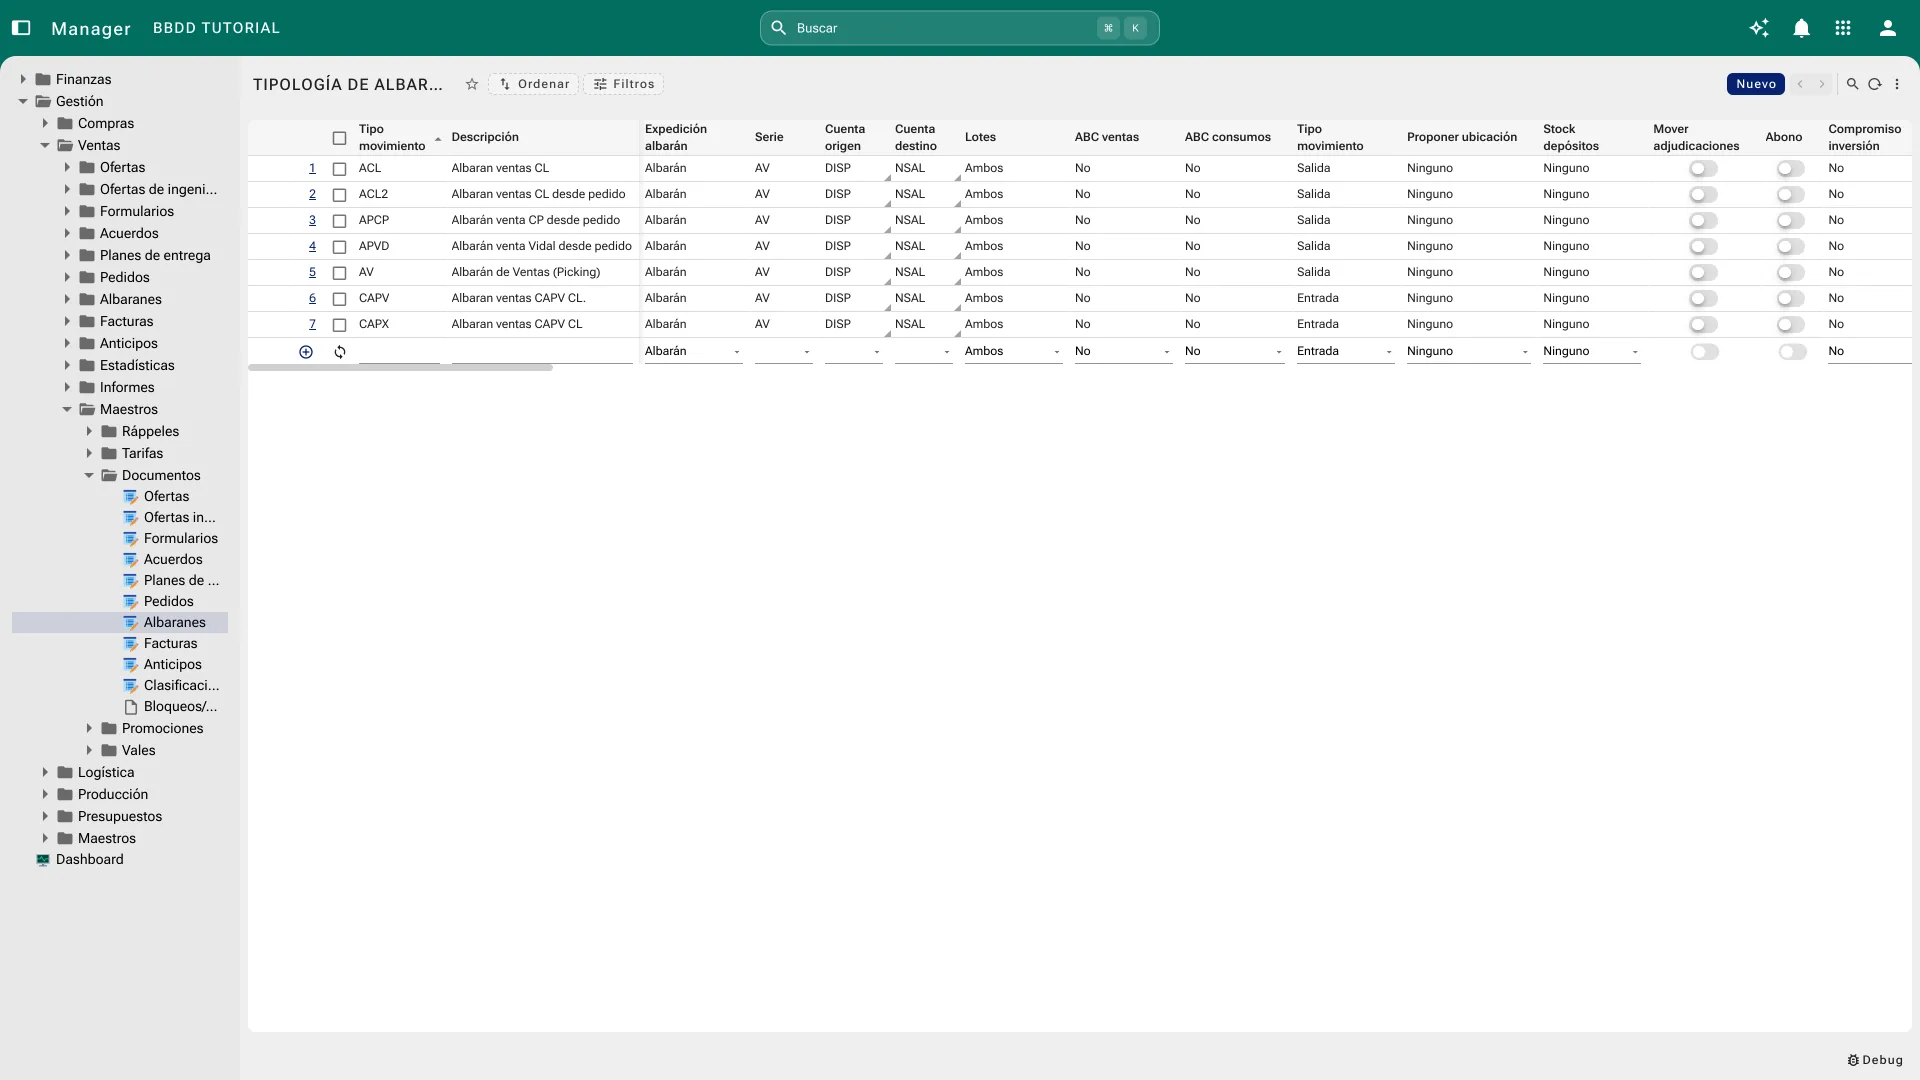 Manager
BBDD TUTORIAL
Buscar
⌘ K
Finanzas
Gestión
Compras
Ventas
Ofertas
Ofertas de ingeni...
Formularios
Acuerdos
Planes de entrega
Pedidos
Albaranes
Facturas
Anticipos
Estadísticas
Informes
Maestros
Ráppeles
Tarifas
Documentos
Ofertas
Ofertas in...
Formularios
Acuerdos
Planes de ...
Pedidos
Albaranes
Facturas
Anticipos
Clasificaci...
Bloqueos/...
Promociones
Vales
Logística
Producción
Presupuestos
Maestros
Dashboard
TIPOLOGÍA DE ALBAR...
Ordenar
Filtros
Nuevo
Tipo movimiento Descripción Expedición albarán Serie Cuenta origen Cuenta destino Lotes ABC ventas ABC consumos Tipo movimiento Proponer ubicación Stock depósitos Mover adjudicaciones Abono Compromiso inversión
1 ACL Albaran ventas CL Albarán AV DISP NSAL Ambos No No Salida Ninguno Ninguno No
2 ACL2 Albaran ventas CL desde pedido Albarán AV DISP NSAL Ambos No No Salida Ninguno Ninguno No
3 APCP Albarán venta CP desde pedido Albarán AV DISP NSAL Ambos No No Salida Ninguno Ninguno No
4 APVD Albarán venta Vidal desde pedido Albarán AV DISP NSAL Ambos No No Salida Ninguno Ninguno No
5 AV Albarán de Ventas (Picking) Albarán AV DISP NSAL Ambos No No Salida Ninguno Ninguno No
6 CAPV Albaran ventas CAPV CL. Albarán AV DISP NSAL Ambos No No Entrada Ninguno Ninguno No
7 CAPX Albaran ventas CAPV CL Albarán AV DISP NSAL Ambos No No Entrada Ninguno Ninguno No
Albarán Ambos No No Entrada Ninguno Ninguno No
Debug